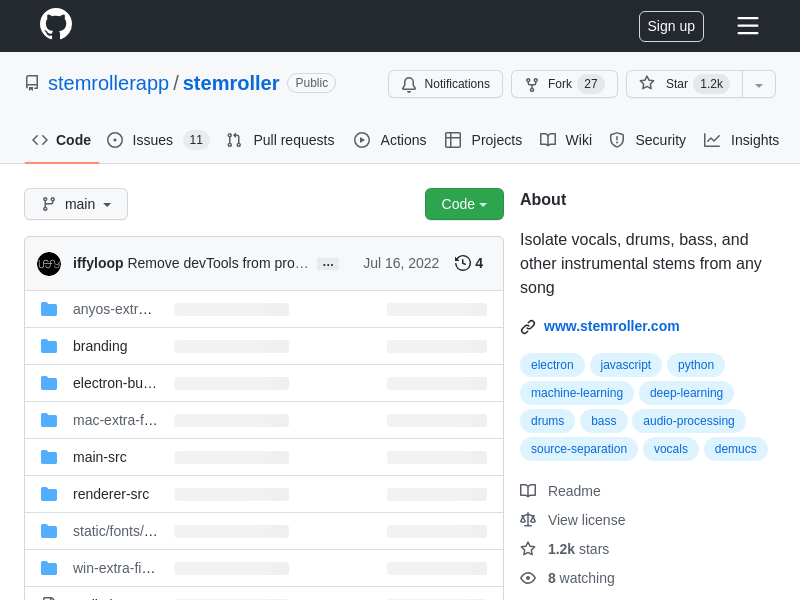 Sign up
stemrollerapp / stemroller Public
Notifications Fork 27 Star 1.2k
Code Issues 11 Pull requests Actions Projects Wiki Security Insights
main Code
iffyloop Remove devTools from pro… … Jul 16, 2022 4
anyos-extr…
branding
electron-bu…
mac-extra-f…
main-src
renderer-src
static/fonts/…
win-extra-fi…
About
Isolate vocals, drums, bass, and
other instrumental stems from any
song
www.stemroller.com
electron javascript python
machine-learning deep-learning
drums bass audio-processing
source-separation vocals demucs
Readme
View license
1.2k stars
8 watching